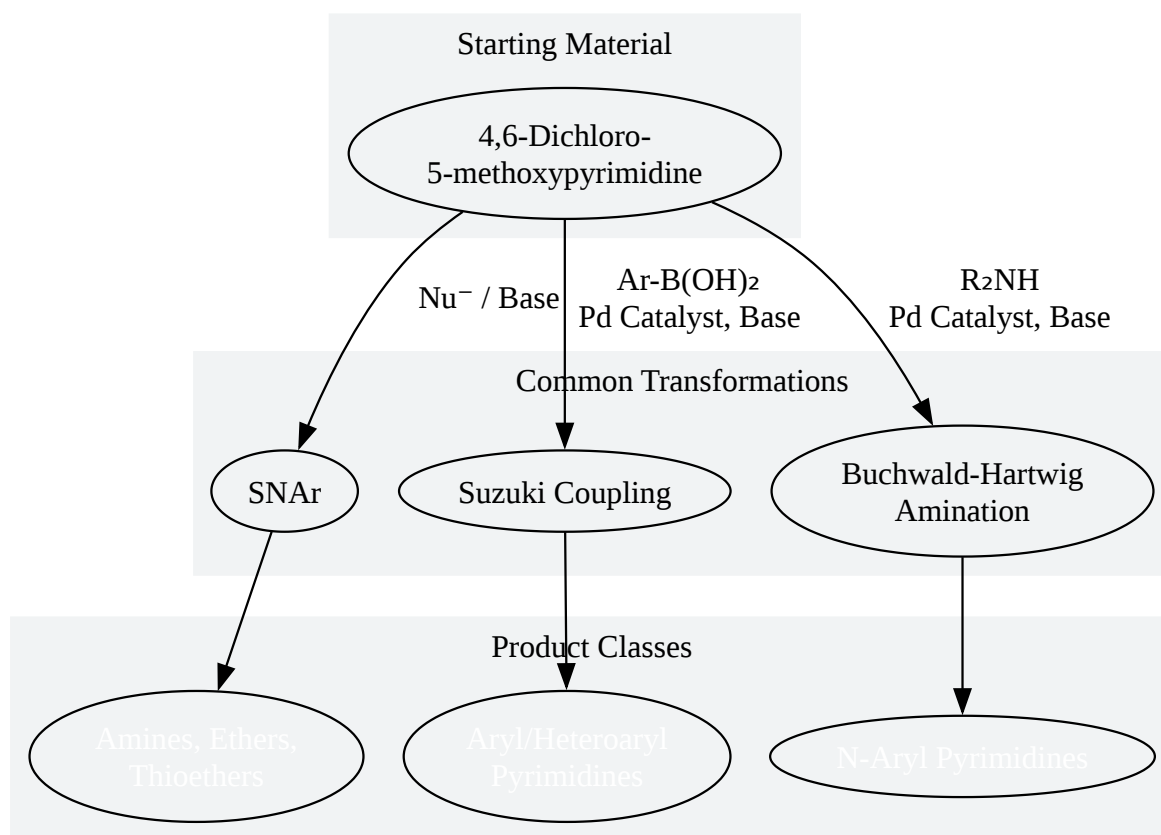 Starting Material
4,6-Dichloro-
5-methoxypyrimidine
Nu⁻ / Base
Ar-B(OH)₂
Pd Catalyst, Base
R₂NH
Pd Catalyst, Base
Common Transformations
SNAr
Suzuki Coupling
Buchwald-Hartwig
Amination
Product Classes
Amines, Ethers,
Thioethers
Aryl/Heteroaryl
Pyrimidines
N-Aryl Pyrimidines